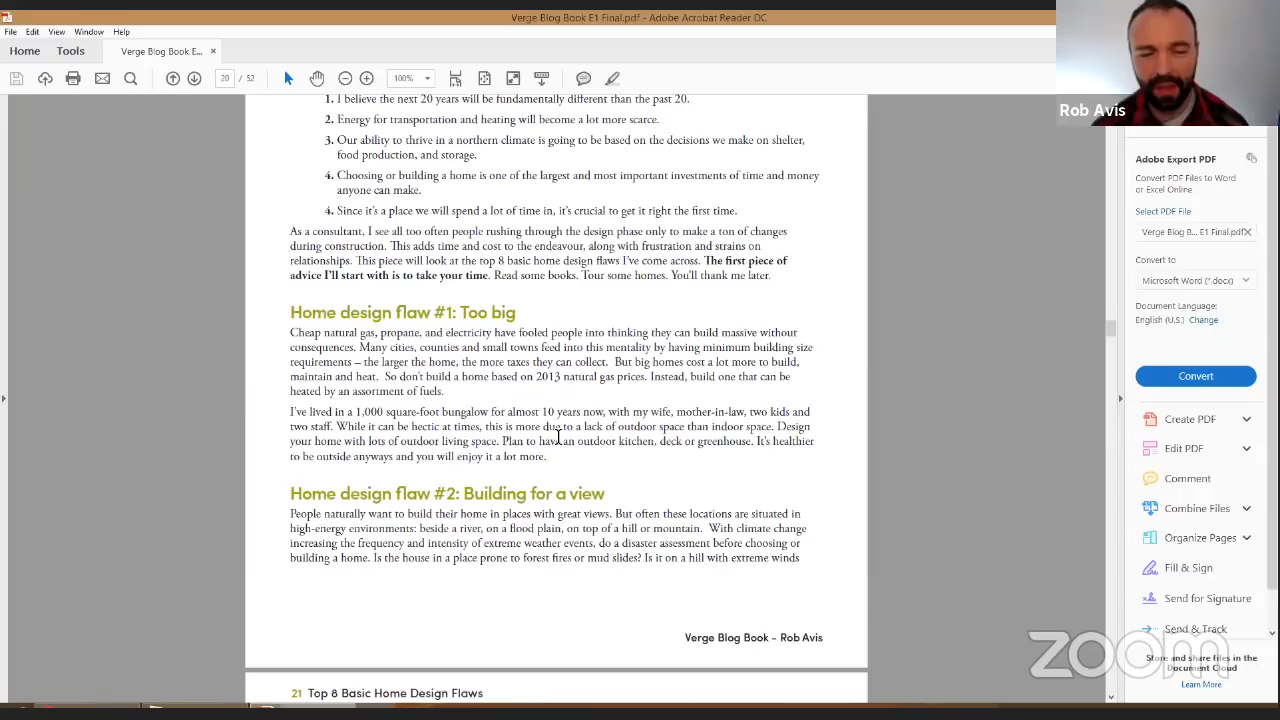 Verge Blog Book E1 Final.pdf - Adobe Acrobat Reader DC
File Edit View Window Help
Home Tools Verge Blog Book E... ×
20 / 52 100%
Rob Avis
1. I believe the next 20 years will be fundamentally different than the past 20.
2. Energy for transportation and heating will become a lot more scarce.
3. Our ability to thrive in a northern climate is going to be based on the decisions we make on shelter,
food production, and storage.
4. Choosing or building a home is one of the largest and most important investments of time and money
anyone can make.
4. Since it's a place we will spend a lot of time in, it's crucial to get it right the first time.
As a consultant, I see all too often people rushing through the design phase only to make a ton of changes
during construction. This adds time and cost to the endeavour, along with frustration and strains on
relationships. This piece will look at the top 8 basic home design flaws I've come across. The first piece of
advice I'll start with is to take your time. Read some books. Tour some homes. You'll thank me later.
Home design flaw #1: Too big
Cheap natural gas, propane, and electricity have fooled people into thinking they can build massive without
consequences. Many cities, counties and small towns feed into this mentality by having minimum building size
requirements – the larger the home, the more taxes they can collect. But big homes cost a lot more to build,
maintain and heat. So don't build a home based on 2013 natural gas prices. Instead, build one that can be
heated by an assortment of fuels.
I've lived in a 1,000 square-foot bungalow for almost 10 years now, with my wife, mother-in-law, two kids and
two staff. While it can be hectic at times, this is more due to a lack of outdoor space than indoor space. Design
your home with lots of outdoor living space. Plan to have an outdoor kitchen, deck or greenhouse. It's healthier
to be outside anyways and you will enjoy it a lot more.
Home design flaw #2: Building for a view
People naturally want to build their home in places with great views. But often these locations are situated in
high-energy environments: beside a river, on a flood plain, on top of a hill or mountain. With climate change
increasing the frequency and intensity of extreme weather events, do a disaster assessment before choosing or
building a home. Is the house in a place prone to forest fires or mud slides? Is it on a hill with extreme winds
Verge Blog Book – Rob Avis
21 Top 8 Basic Home Design Flaws
Adobe Export PDF
Convert PDF Files to Word
or Excel Online
Select PDF File
Verge Blog B... E1 Final.pdf ×
Convert to
Microsoft Word (*.docx)
Document Language:
English (U.S.) Change
Convert
Create PDF
Edit PDF
Comment
Combine Files
Organize Pages
Fill & Sign
Send for Signature
Send & Track
Store and share files in the
Document Cloud
Learn More
zoom